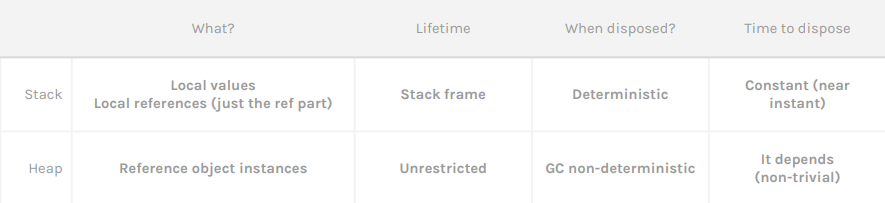 What?
Lifetime
When disposed?
Time to dispose
Stack
Local values
Local references (just the ref part)
Stack frame
Deterministic
Constant (near
instant)
Heap
Reference object instances
Unrestricted
GC non-deterministic
It depends
(non-trivial)